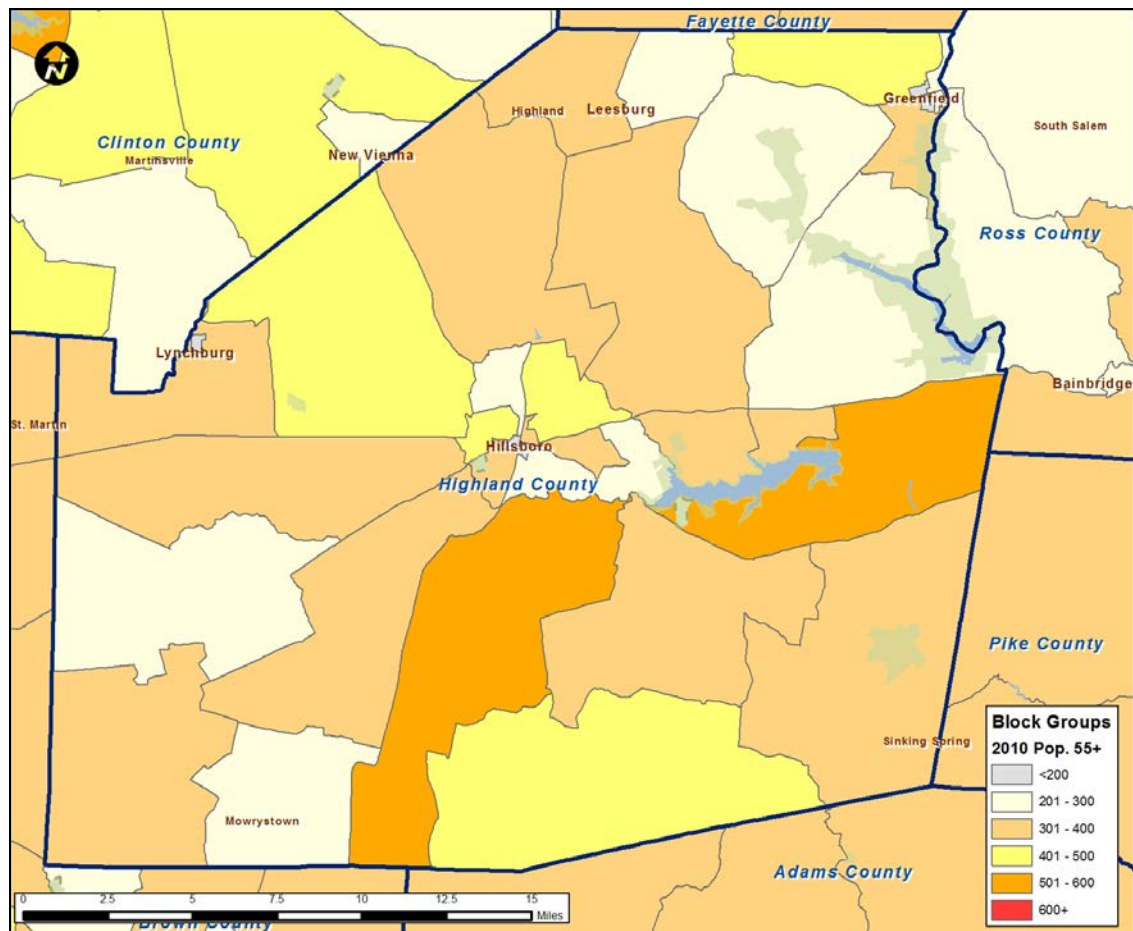 Fayette County
N
Highland
Leesburg
Greenfield
South Salem
Clinton County
Martinsville
New Vienna
Ross County
Lynchburg
Bainbridge
St. Martin
Hillsboro
Highland County
Pike County
Sinking Spring
Mowrystown
Adams County
Brown County
Block Groups
2010 Pop. 55+
<200
201 - 300
301 - 400
401 - 500
501 - 600
600+
0 2.5 5 7.5 10 12.5 15
Miles